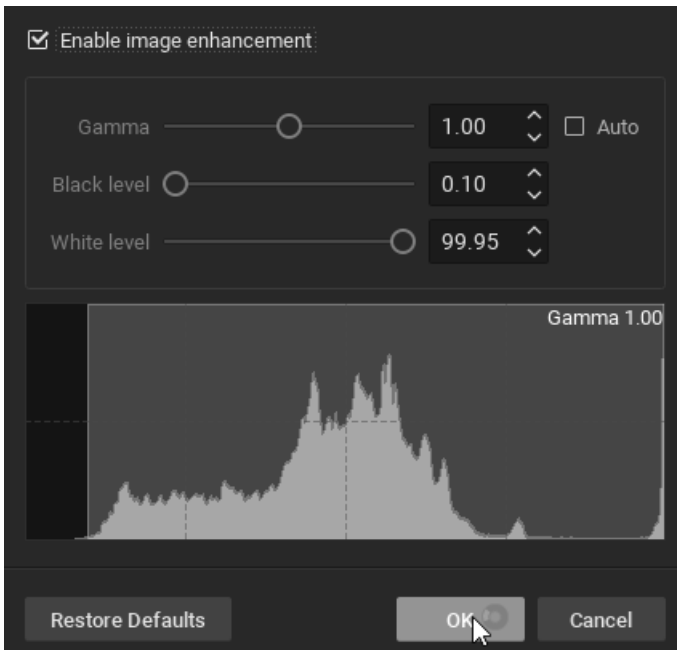 Enable image enhancement
Gamma 1.00 Auto
Black level 0.10
White level 99.95
Gamma 1.00
Restore Defaults OK Cancel